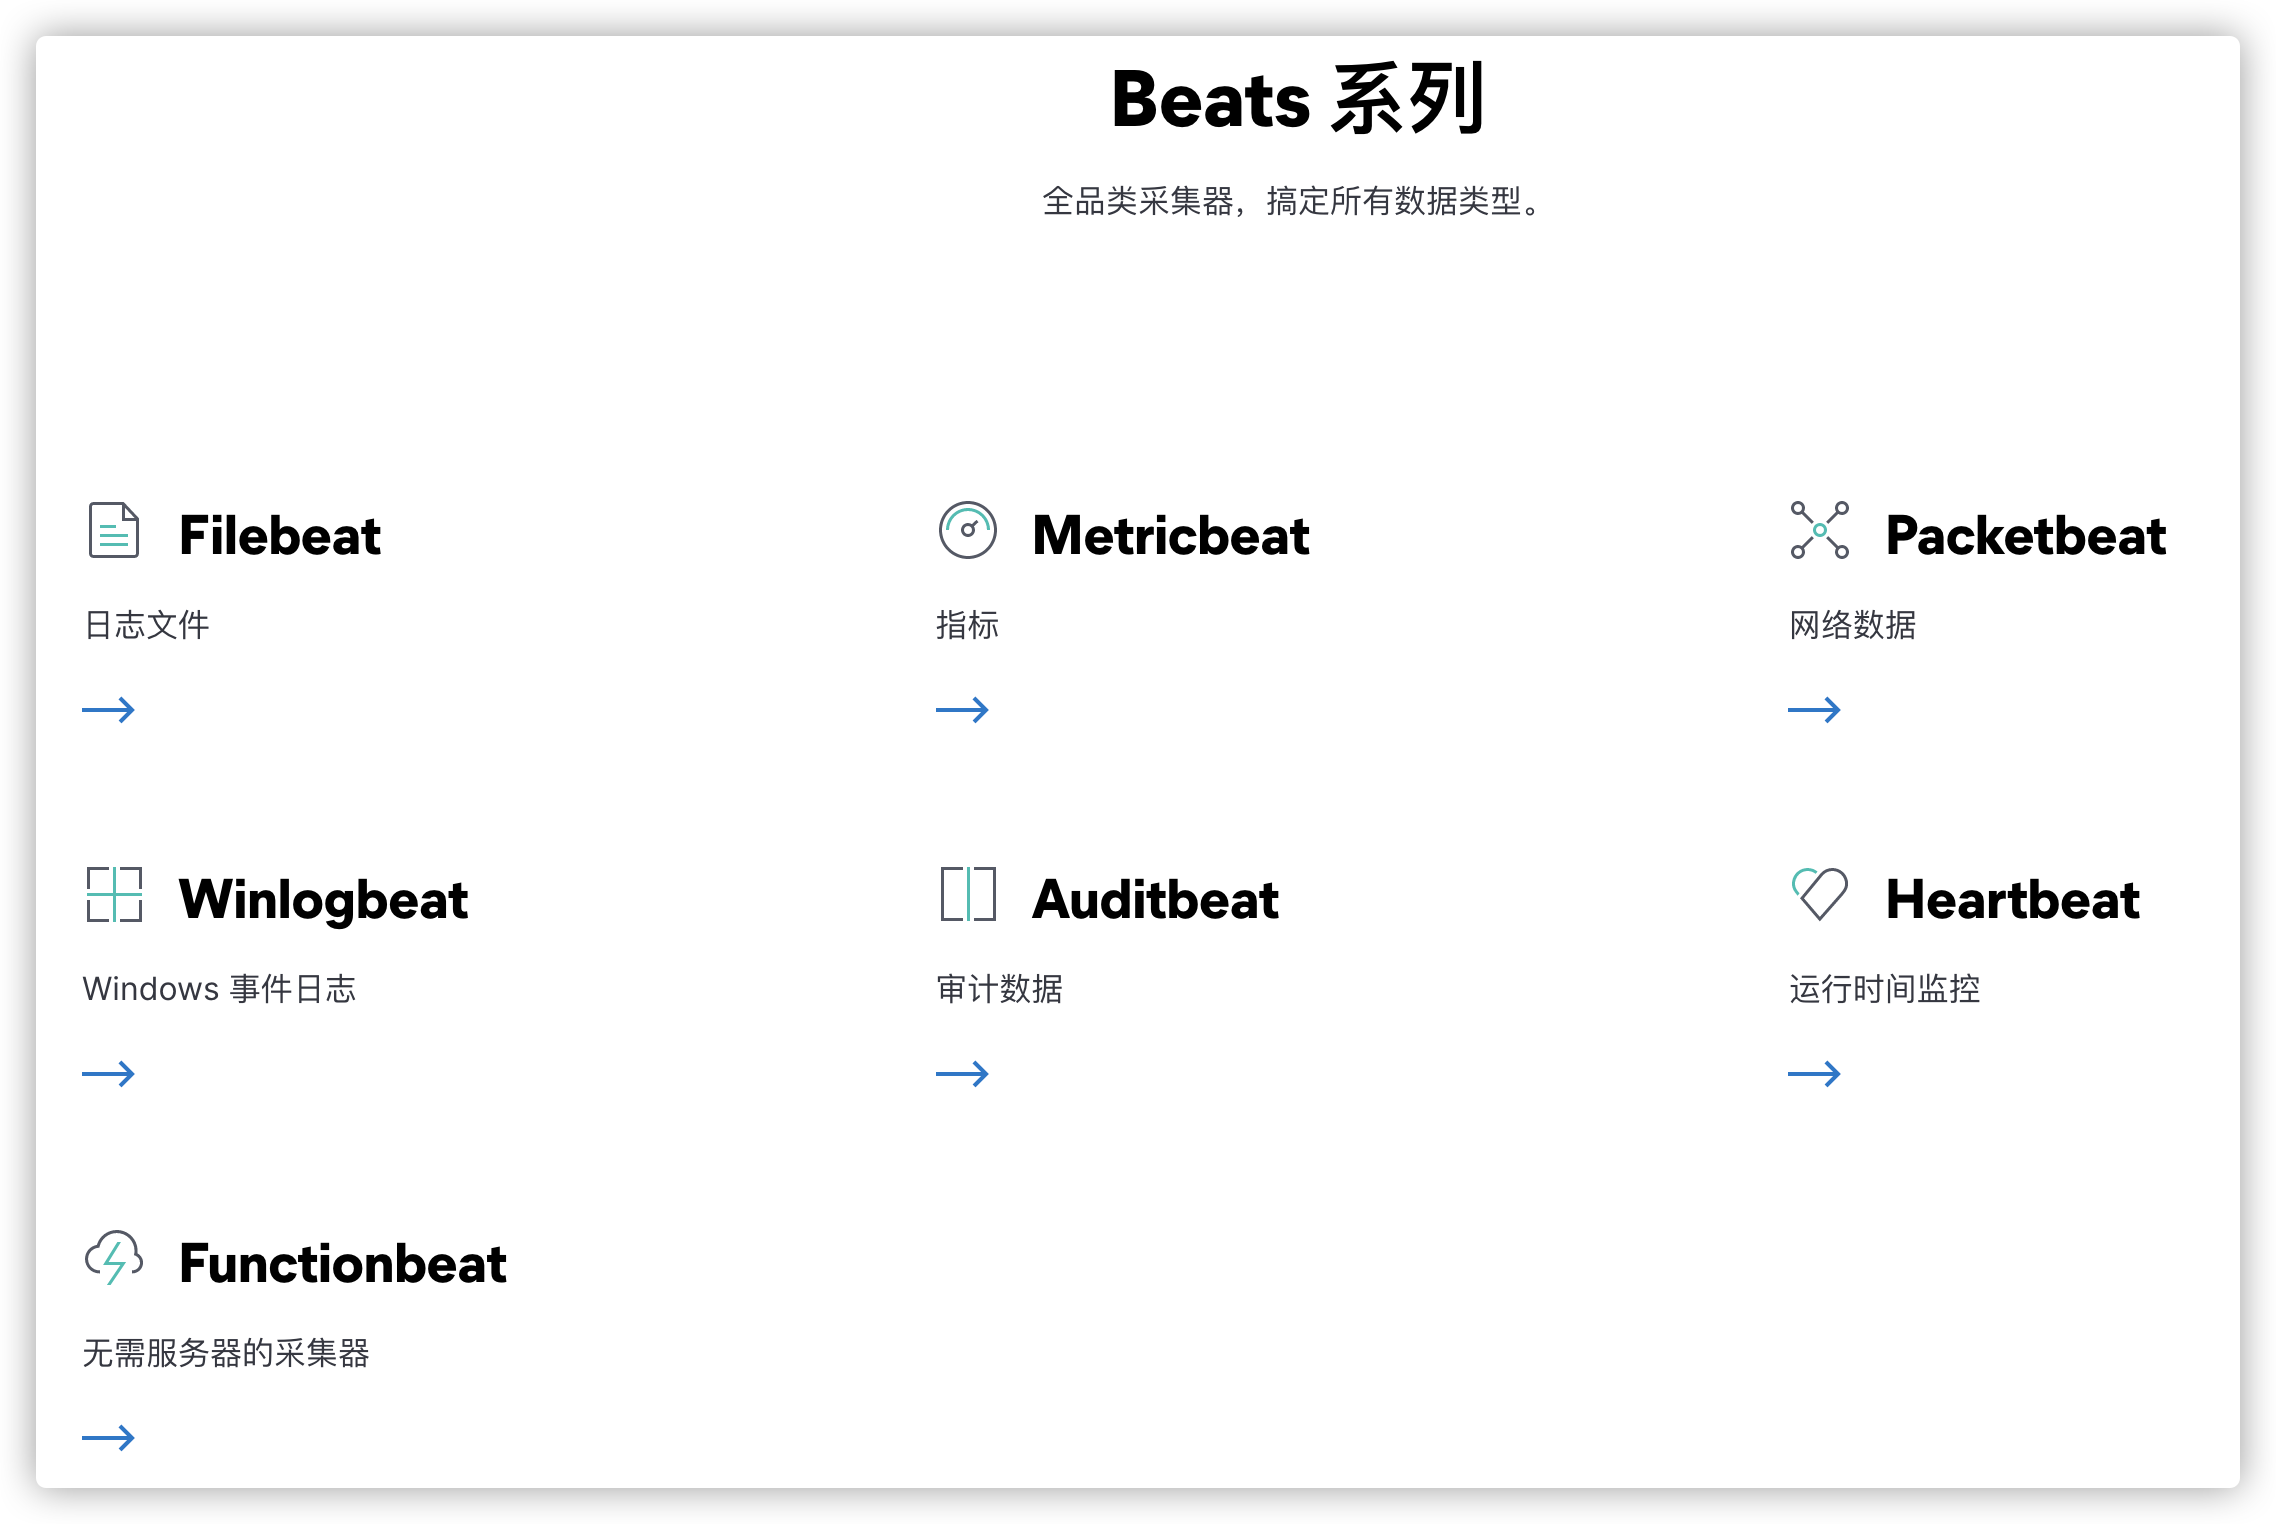 Beats 系列
全品类采集器，搞定所有数据类型。
Filebeat
日志文件
Metricbeat
指标
Packetbeat
网络数据
Winlogbeat
Windows 事件日志
Auditbeat
审计数据
Heartbeat
运行时间监控
Functionbeat
无需服务器的采集器